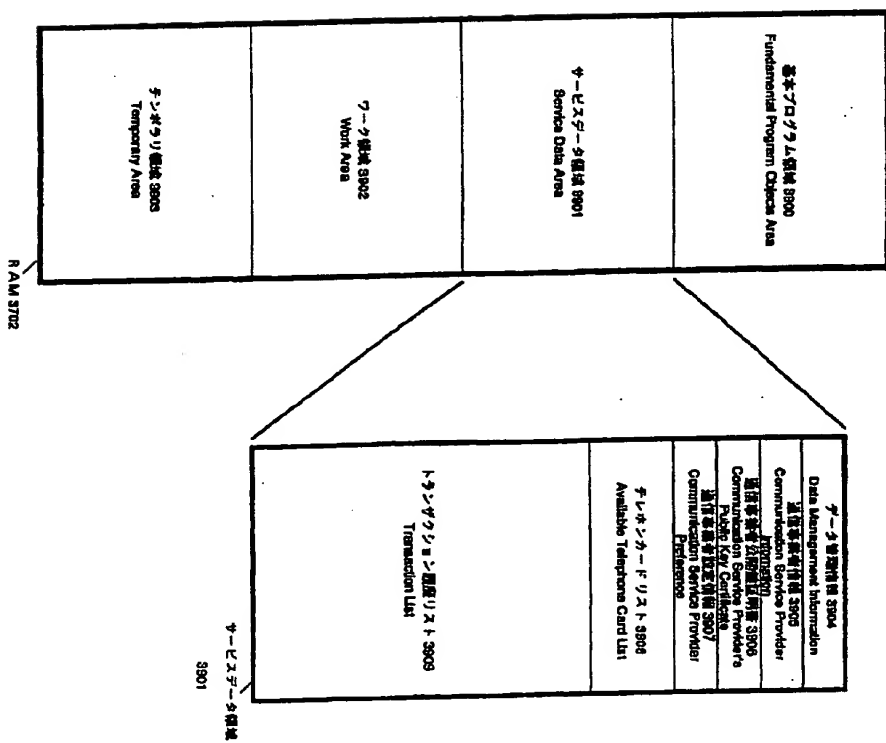 基本プログラム領域 3900
Fundamental Program Objects Area
サービスデータ領域 3901
Service Data Area
ワーク領域 3902
Work Area
テンポラリ領域 3903
Temporary Area
RAM 3702
データ管理情報 3904
Data Management Information
通信事業者情報 3905
Communication Service Provider
Information
通信事業者公開鍵証明書 3906
Communication Service Provider's
Public Key Certificate
通信事業者設定情報 3907
Communication Service Provider
Preference
テレホンカードリスト 3908
Available Telephone Card List
トランザクション履歴リスト 3909
Transaction List
サービスデータ領域
3901